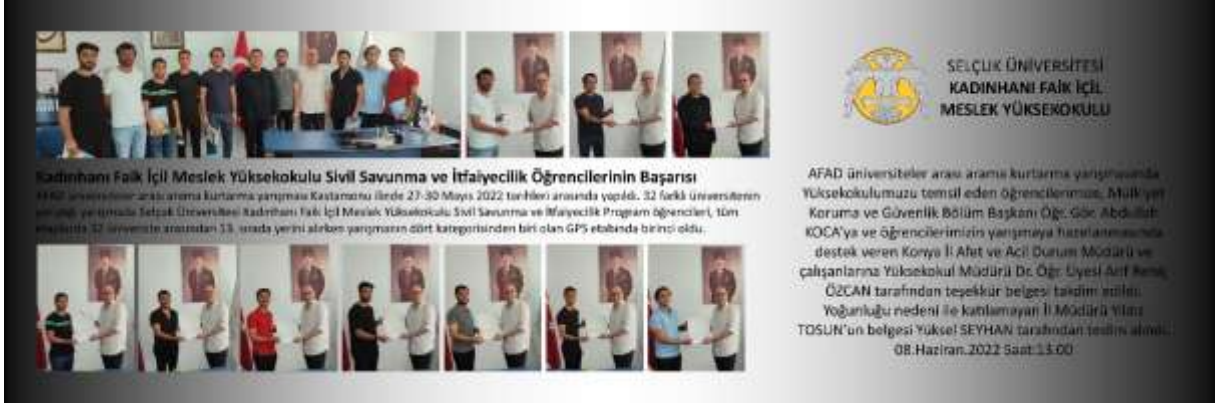 Kadınhanı Faik İçil Meslek Yüksekokulu Sivil Savunma ve İtfaiyecilik Öğrencilerinin Başarısı
AFAD üniversiteler arası arama kurtarma yarışması Kastamonu ilinde 27-30 Mayıs 2022 tarihleri arasında yapıldı. 32 farklı üniversitenin
yarıştığı yarışmada Selçuk Üniversitesi Kadınhanı Faik İçil Meslek Yüksekokulu Sivil Savunma ve İtfaiyecilik Program öğrencileri, tüm
etaplarda 32 üniversite arasından 13. sırada yerini alırken yarışmanın dört kategorisinden biri olan GPS etabında birinci oldu.
SELÇUK ÜNİVERSİTESİ
KADINHANI FAİK İÇİL
MESLEK YÜKSEKOKULU
AFAD üniversiteler arası arama kurtarma yarışmasında
Yüksekokulumuzu temsil eden öğrencilerimize, Mülkiyet
Koruma ve Güvenlik Bölüm Başkanı Öğr. Gör. Abdullah
KOCA'ya ve öğrencilerimizin yarışmaya hazırlanmasında
destek veren Konya İl Afet ve Acil Durum Müdürü ve
çalışanlarına Yüksekokul Müdürü Dr. Öğr. Üyesi Arif
ÖZCAN tarafından teşekkür belgesi takdim edildi.
Yoğunluğu nedeni ile katılamayan İl Müdürü Yıldız
TOSUN'un belgesi Yüksel SEYHAN tarafından teslim alındı.
08.Haziran.2022 Saat:13.00